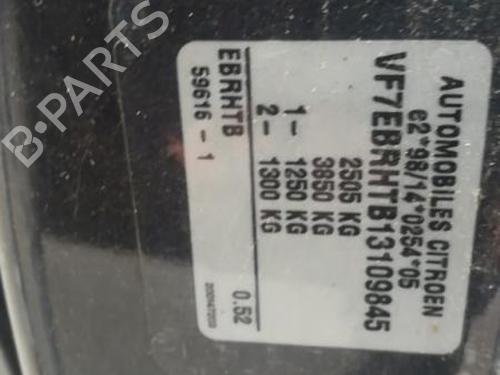 AUTOMOBILES CITROEN
e2*98/14*0254*05
VF7EBRHTB13109845
2505 KG
3850 KG
1- 1250 KG
2- 1300 KG
EBRHTB
59616 - 1
0.52
B-PARTS